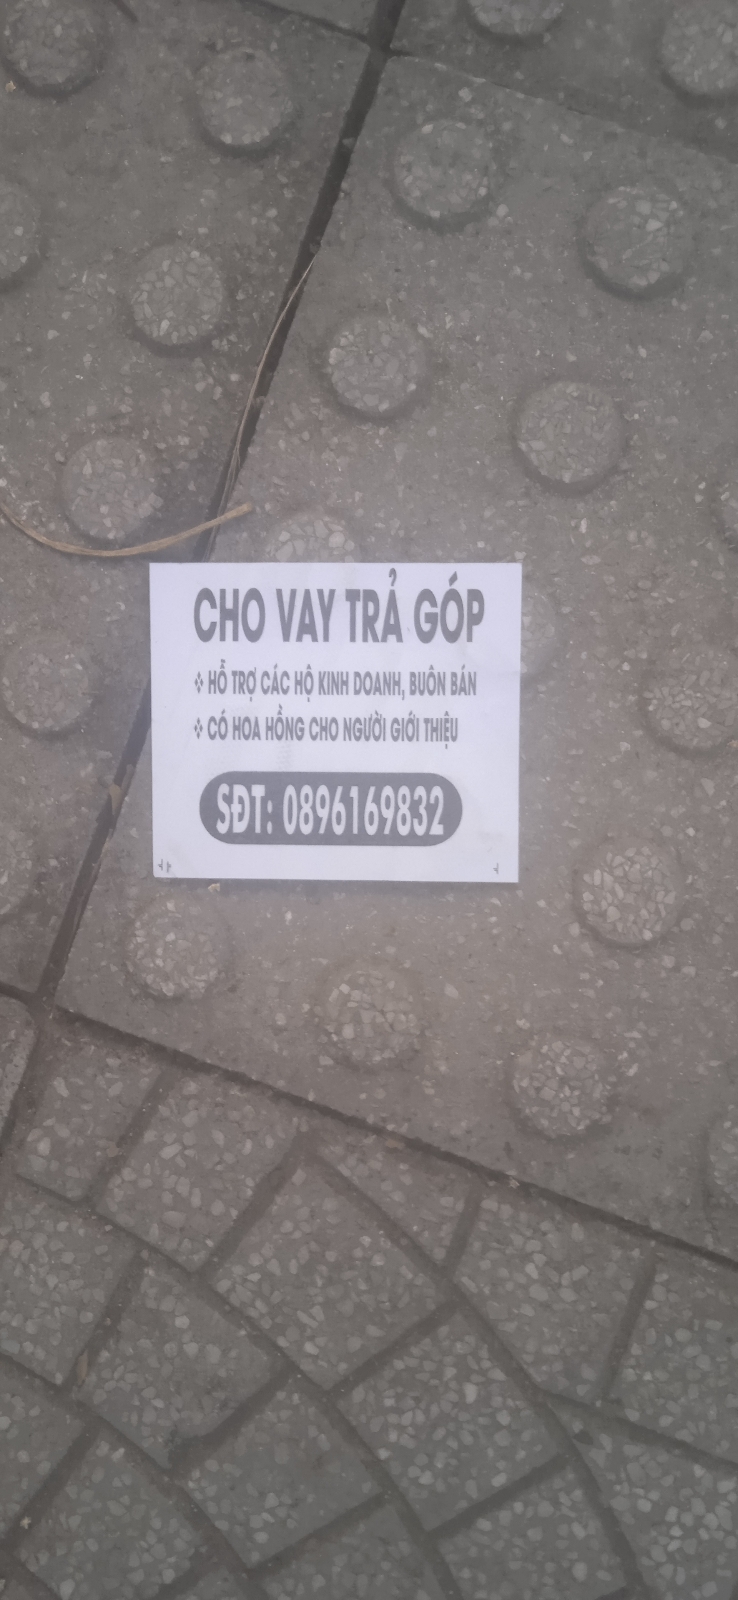 CHO VAY TRẢ GÓP
❖ HỖ TRỢ CÁC HỘ KINH DOANH, BUÔN BÁN
❖ CÓ HOA HỒNG CHO NGƯỜI GIỚI THIỆU
SĐT: 0896169832